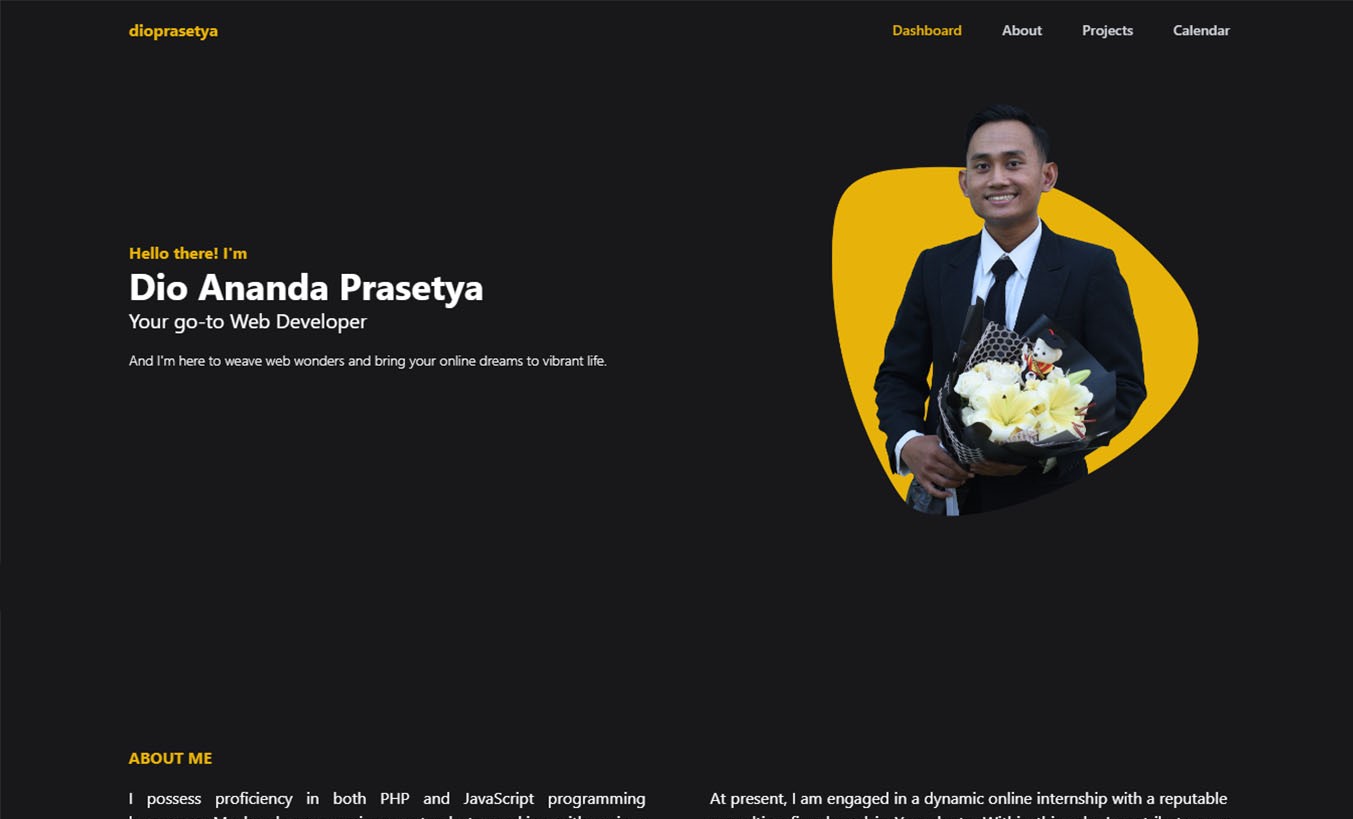 dioprasetya
Dashboard About Projects Calendar
Hello there! I'm
Dio Ananda Prasetya
Your go-to Web Developer
And I'm here to weave web wonders and bring your online dreams to vibrant life.
ABOUT ME
I possess proficiency in both PHP and JavaScript programming
At present, I am engaged in a dynamic online internship with a reputable